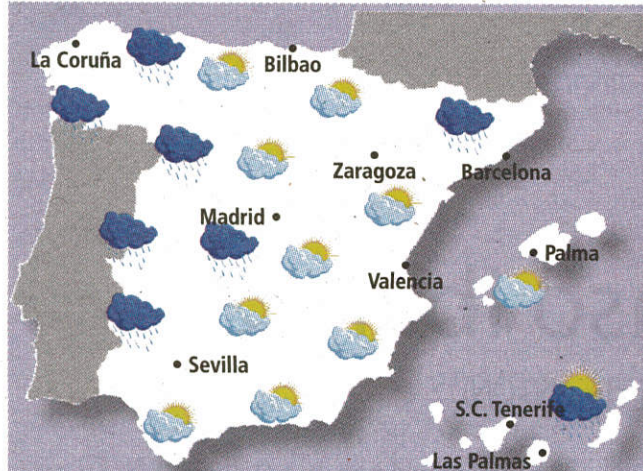 La Coruña
Bilbao
Zaragoza
Barcelona
Madrid
Palma
Valencia
Sevilla
S.C. Tenerife
Las Palmas